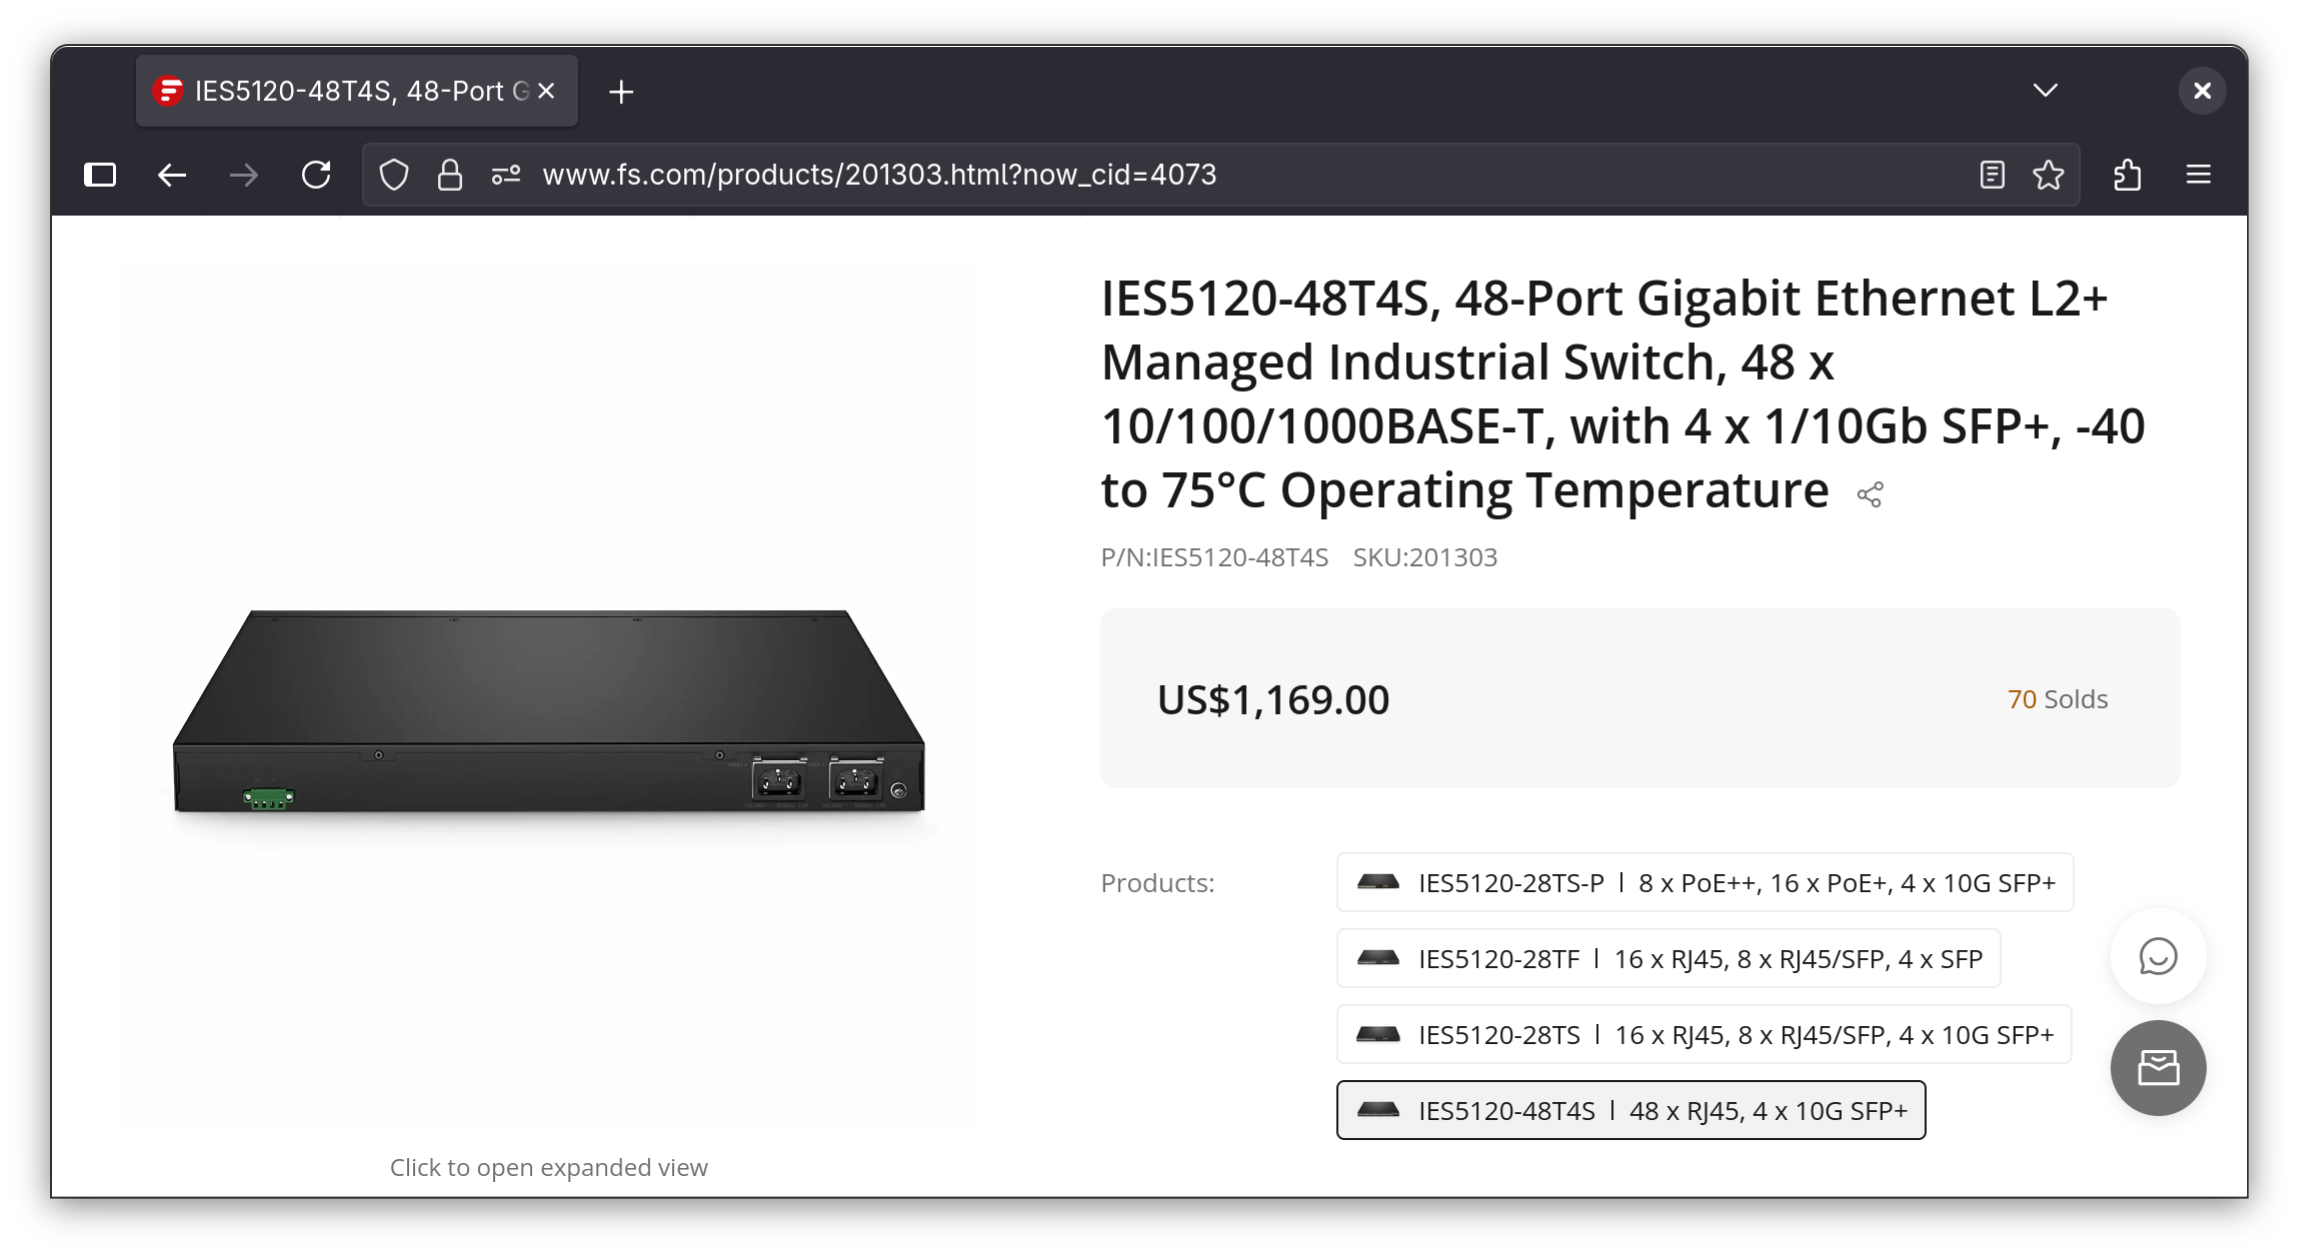 IES5120-48T4S, 48-Port G
www.fs.com/products/201303.html?now_cid=4073
IES5120-48T4S, 48-Port Gigabit Ethernet L2+
Managed Industrial Switch, 48 x
10/100/1000BASE-T, with 4 x 1/10Gb SFP+, -40
to 75°C Operating Temperature
P/N:IES5120-48T4S SKU:201303
US$1,169.00
70 Solds
Products:
IES5120-28TS-P | 8 x PoE++, 16 x PoE+, 4 x 10G SFP+
IES5120-28TF | 16 x RJ45, 8 x RJ45/SFP, 4 x SFP
IES5120-28TS | 16 x RJ45, 8 x RJ45/SFP, 4 x 10G SFP+
IES5120-48T4S | 48 x RJ45, 4 x 10G SFP+
Click to open expanded view